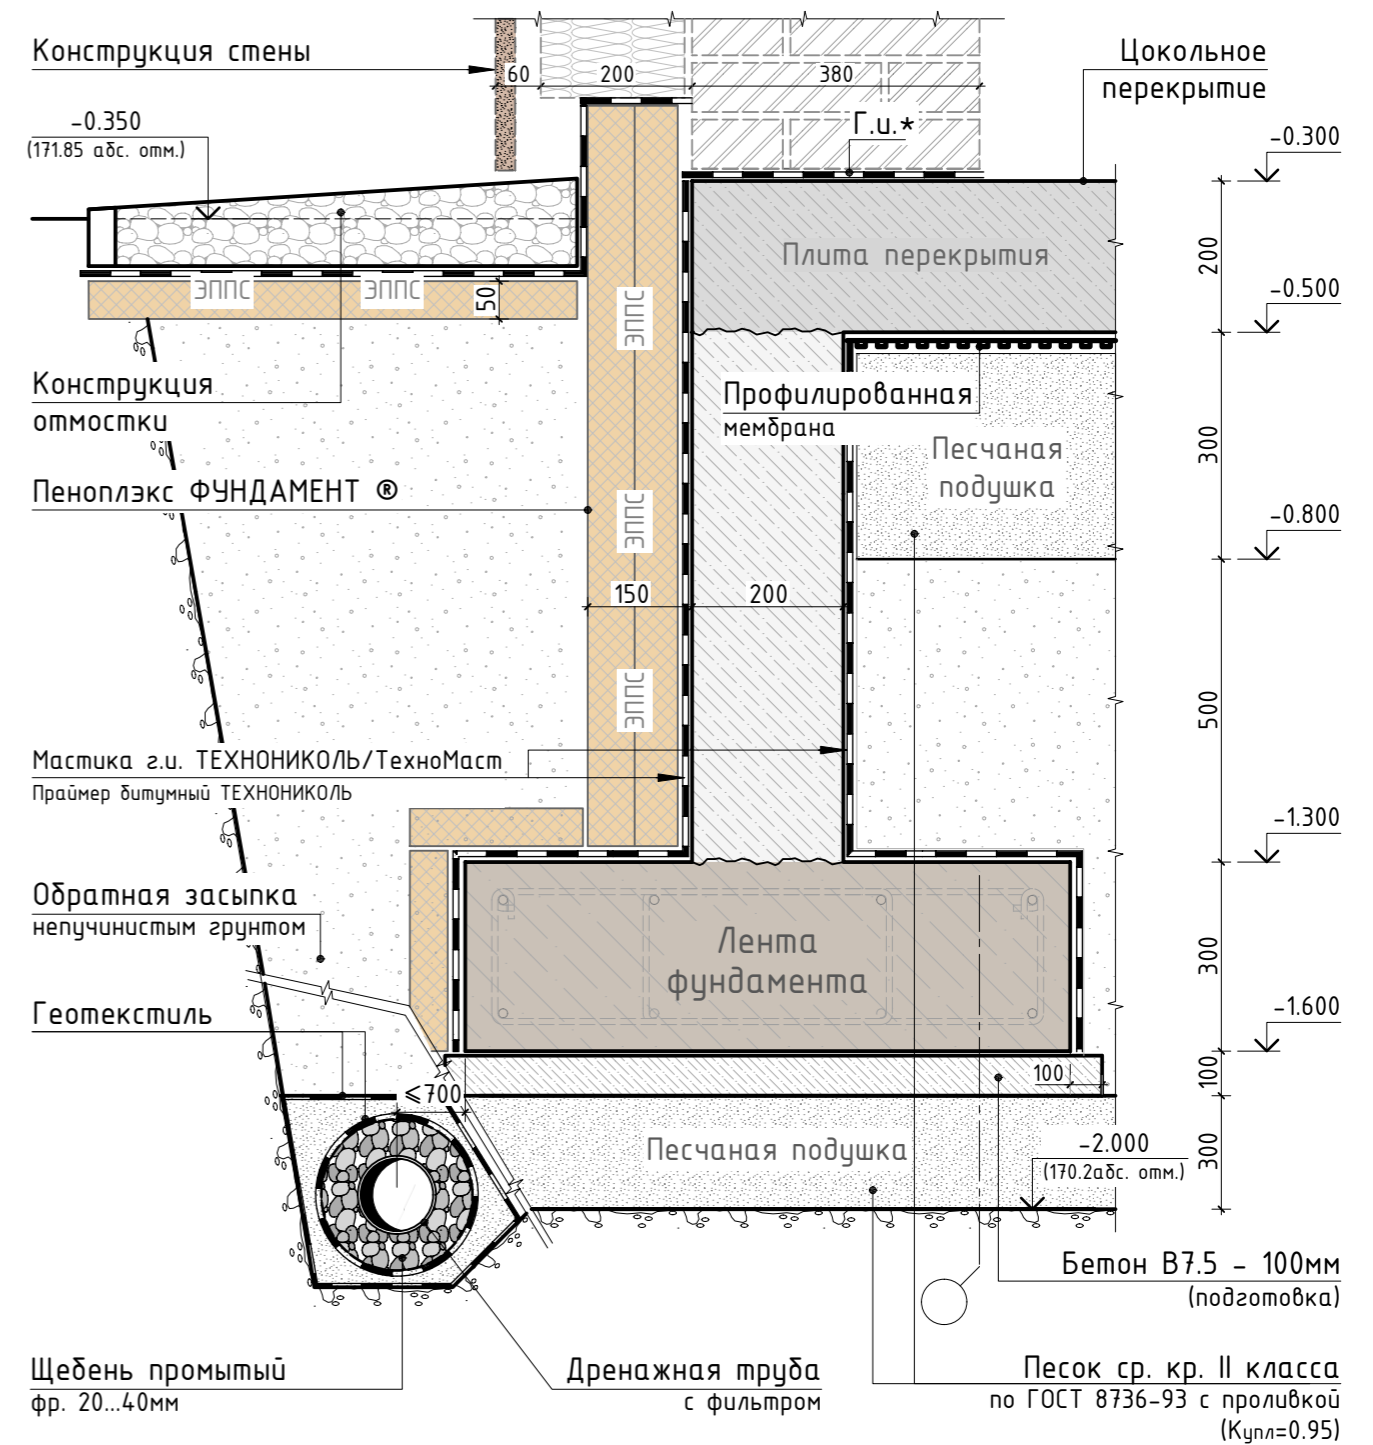 Конструкция стены
60
200
380
Цокольное
перекрытие
-0.350
(171.85 абс. отм.)
Г.и.*
-0.300
Плита перекрытия
200
ЭППС
ЭППС
50
ЭППС
-0.500
Конструкция
отмостки
Профилированная
мембрана
Песчаная
подушка
300
Пеноплэкс ФУНДАМЕНТ ®
ЭППС
-0.800
150
200
ЭППС
500
Мастика г.и. ТЕХНОНИКОЛЬ/ТехноМаст
Праймер битумный ТЕХНОНИКОЛЬ
-1.300
Обратная засыпка
непучинистым грунтом
Лента
фундамента
300
Геотекстиль
-1.600
100
100
≤700
Песчаная подушка
-2.000
(170.2абс. отм.)
300
Бетон В7.5 - 100мм
(подготовка)
Щебень промытый
фр. 20...40мм
Дренажная труба
с фильтром
Песок ср. кр. II класса
по ГОСТ 8736-93 с проливкой
(Купл=0.95)